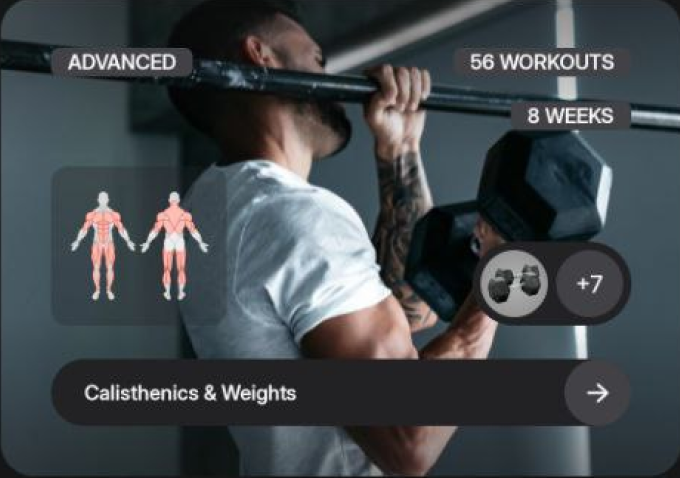 ADVANCED
56 WORKOUTS
8 WEEKS
+7
Calisthenics & Weights